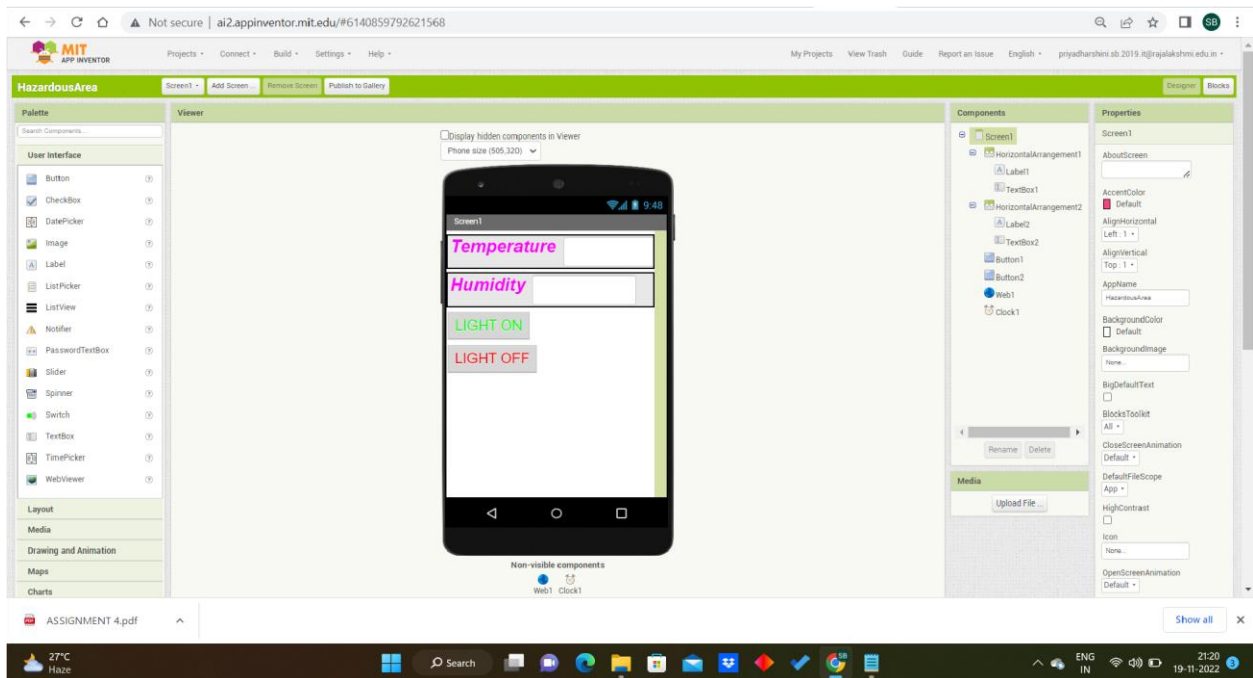 Not secure | ai2.appinventor.mit.edu/#6140859792621568
SB
MIT
APP INVENTOR
Projects Connect Build Settings Help
My Projects View Trash Guide Report an Issue English priyadharshini.sb.2019.it@rajalakshmi.edu.in
HazardousArea
Screen1 Add Screen ... Remove Screen Publish to Gallery
Designer Blocks
Palette
Search Components...
User Interface
Button
CheckBox
DatePicker
Image
Label
ListPicker
ListView
Notifier
PasswordTextBox
Slider
Spinner
Switch
TextBox
TimePicker
WebViewer
Layout
Media
Drawing and Animation
Maps
Charts
Viewer
Display hidden components in Viewer
Phone size (505,320)
9:48
Screen1
Temperature
Humidity
LIGHT ON
LIGHT OFF
Non-visible components
Web1 Clock1
Components
Screen1
HorizontalArrangement1
Label1
TextBox1
HorizontalArrangement2
Label2
TextBox2
Button1
Button2
Web1
Clock1
Rename Delete
Media
Upload File ...
Properties
Screen1
AboutScreen
AccentColor
Default
AlignHorizontal
Left : 1
AlignVertical
Top : 1
AppName
HazardousArea
BackgroundColor
Default
BackgroundImage
None...
BigDefaultText
BlocksToolkit
All
CloseScreenAnimation
Default
DefaultFileScope
App
HighContrast
Icon
None...
OpenScreenAnimation
Default
ASSIGNMENT 4.pdf
Show all
27°C
Haze
Search
SB
ENG
IN
21:20
19-11-2022
3